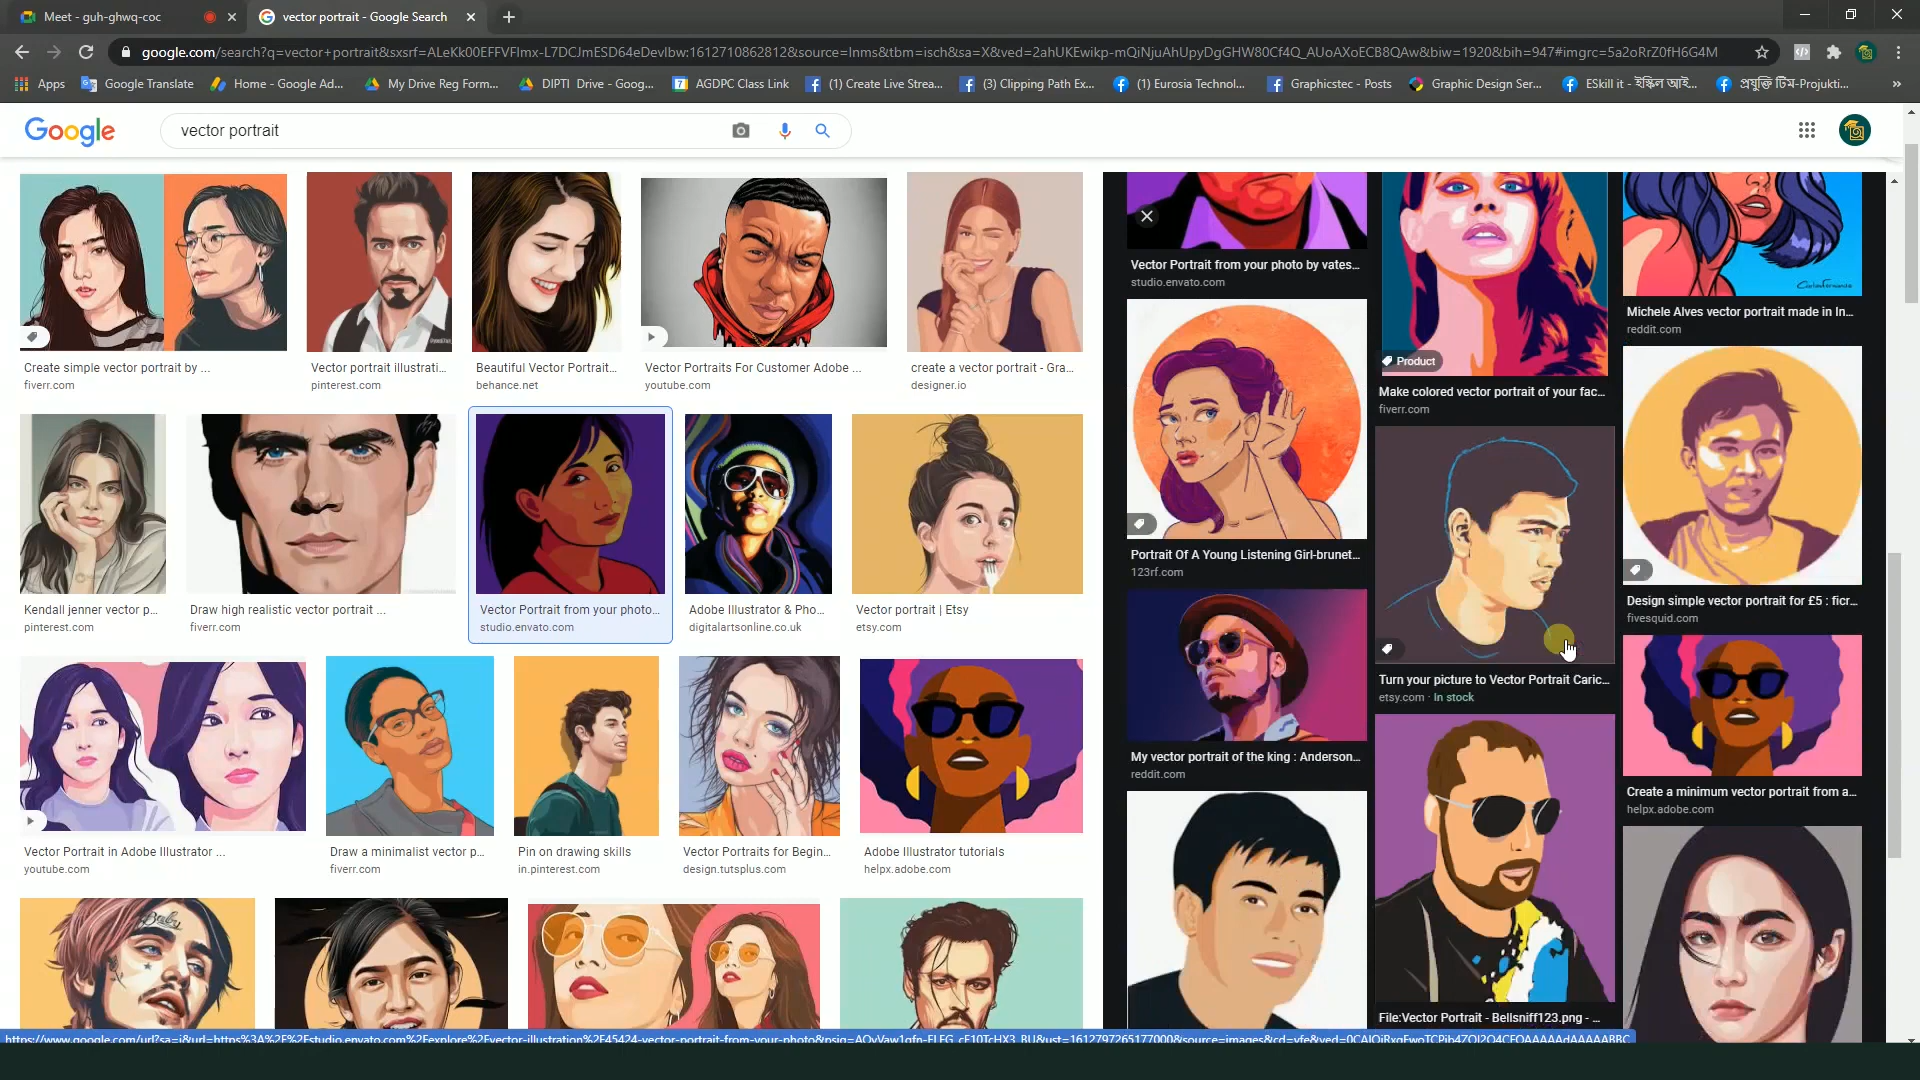 Meet - guh-ghwq-coc
vector portrait - Google Search
google.com/search?q=vector+portrait&sxsrf=ALeKk00EFFVFImx-L7DCJmESD64eDevIbw:1612710862812&source=lnms&tbm=isch&sa=X&ved=2ahUKEwikp-mQiNjuAhUpyDgGHW80Cf4Q_AUoAXoECB8QAw&biw=1920&bih=947#imgrc=5a2oRrZ0fH6G4M
Apps
Google Translate
Home - Google Ad...
My Drive Reg Form...
DIPTI Drive - Goog...
AGDPC Class Link
(1) Create Live Strea...
(3) Clipping Path Ex...
(1) Eurosia Technol...
Graphicstec - Posts
Graphic Design Ser...
ESkill it - ইস্কিল আই...
প্রযুক্তি টিম-Projukti...
Google
vector portrait
Create simple vector portrait by ...
fiverr.com
Vector portrait illustrati...
pinterest.com
Beautiful Vector Portrait...
behance.net
Vector Portraits For Customer Adobe ...
youtube.com
create a vector portrait - Gra...
designer.io
Kendall jenner vector p...
pinterest.com
Draw high realistic vector portrait ...
fiverr.com
Vector Portrait from your photo...
studio.envato.com
Adobe Illustrator & Pho...
digitalartsonline.co.uk
Vector portrait | Etsy
etsy.com
Vector Portrait in Adobe Illustrator ...
youtube.com
Draw a minimalist vector p...
fiverr.com
Pin on drawing skills
in.pinterest.com
Vector Portraits for Begin...
design.tutsplus.com
Adobe Illustrator tutorials
helpx.adobe.com
Vector Portrait from your photo by vates...
studio.envato.com
Portrait Of A Young Listening Girl-brunet...
123rf.com
My vector portrait of the king : Anderson...
reddit.com
Product
Make colored vector portrait of your fac...
fiverr.com
Turn your picture to Vector Portrait Caric...
etsy.com · In stock
File:Vector Portrait - Bellsniff123.png - ...
Michele Alves vector portrait made in In...
reddit.com
Design simple vector portrait for £5 : ficr...
fivesquid.com
Create a minimum vector portrait from a...
helpx.adobe.com